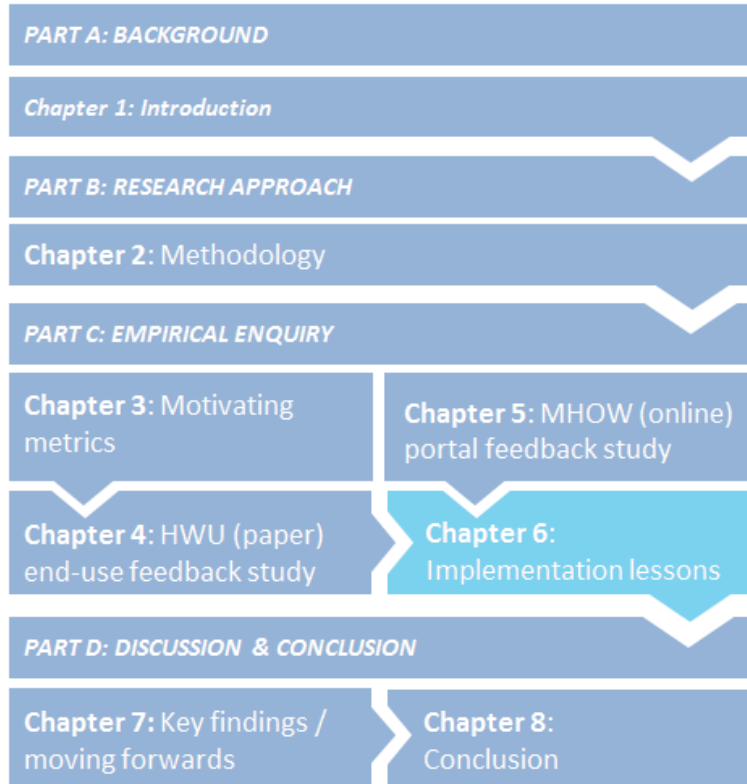 PART A: BACKGROUND
Chapter 1: Introduction
PART B: RESEARCH APPROACH
Chapter 2: Methodology
PART C: EMPIRICAL ENQUIRY
Chapter 3: Motivating
metrics
Chapter 5: MHOW (online)
portal feedback study
Chapter 4: HWU (paper)
end-use feedback study
Chapter 6:
Implementation lessons
PART D: DISCUSSION & CONCLUSION
Chapter 7: Key findings /
moving forwards
Chapter 8:
Conclusion